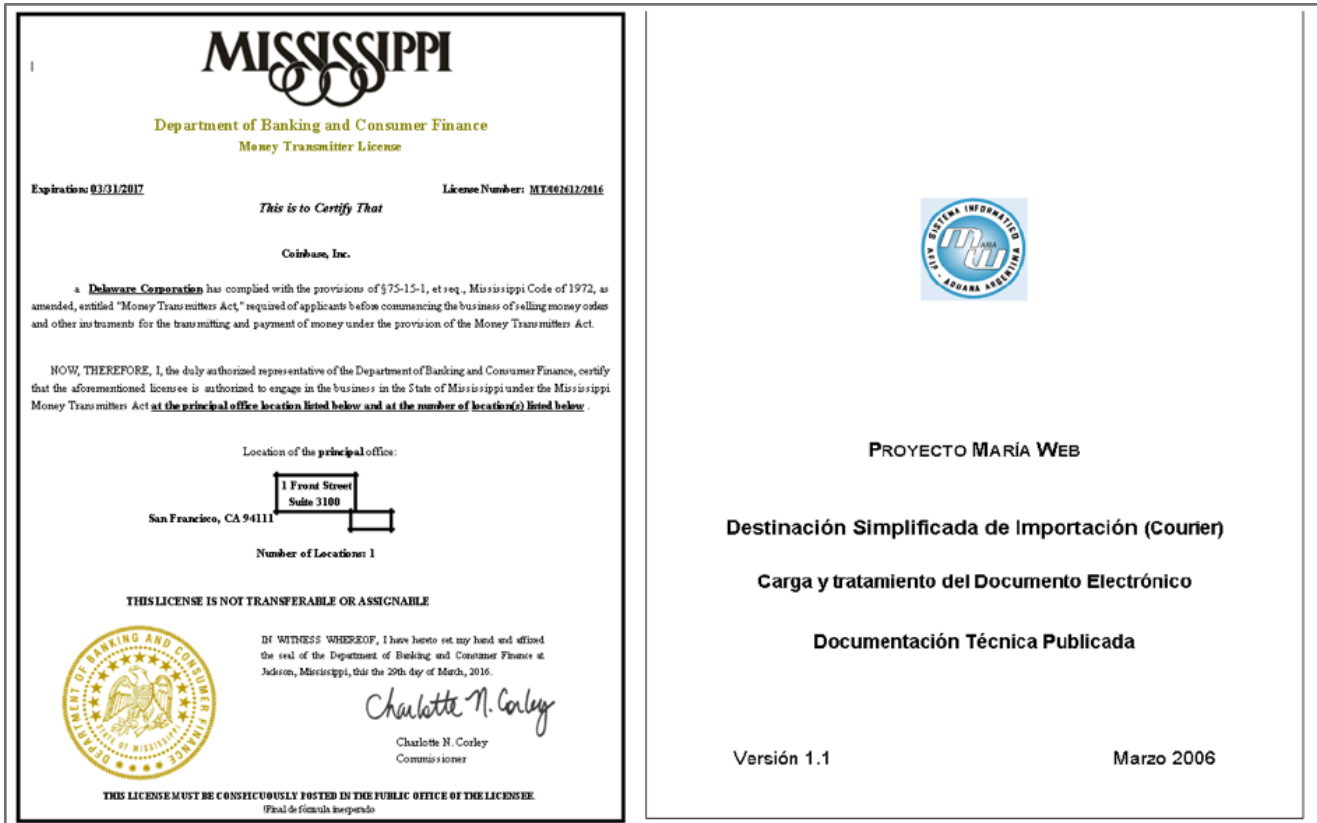 MISSISSIPPI
Department of Banking and Consumer Finance
Money Transmitter License
Expiration: 03/31/2017 License Number: MT/002612/2016
This is to Certify That
Coinbase, Inc.
a Delaware Corporation has complied with the provisions of §75-15-1, et seq., Mississippi Code of 1972, as
amended, entitled "Money Transmitters Act," required of applicants before commencing the business of selling money orders
and other instruments for the transmitting and payment of money under the provision of the Money Transmitters Act.
NOW, THEREFORE, I, the duly authorized representative of the Department of Banking and Consumer Finance, certify
that the aforementioned licensee is authorized to engage in the business in the State of Mississippi under the Mississippi
Money Transmitters Act at the principal office location listed below and at the number of location(s) listed below .
Location of the principal office:
1 Front Street
Suite 3100
San Francisco, CA 94111
Number of Locations: 1
THIS LICENSE IS NOT TRANSFERABLE OR ASSIGNABLE
DEPARTMENT OF BANKING AND CONSUMER FINANCE
STATE OF MISSISSIPPI
IN WITNESS WHEREOF, I have hereto set my hand and affixed
the seal of the Department of Banking and Consumer Finance at
Jackson, Mississippi, this the 29th day of March, 2016.
Charlotte N. Corley
Charlotte N. Corley
Commissioner
THIS LICENSE MUST BE CONSPICUOUSLY POSTED IN THE PUBLIC OFFICE OF THE LICENSEE.
!Final de fórmula inesperado
SISTEMA INFORMATICO
MARIA
W
AFIP - ADUANA ARGENTINA
PROYECTO MARÍA WEB
Destinación Simplificada de Importación (Courier)
Carga y tratamiento del Documento Electrónico
Documentación Técnica Publicada
Versión 1.1 Marzo 2006